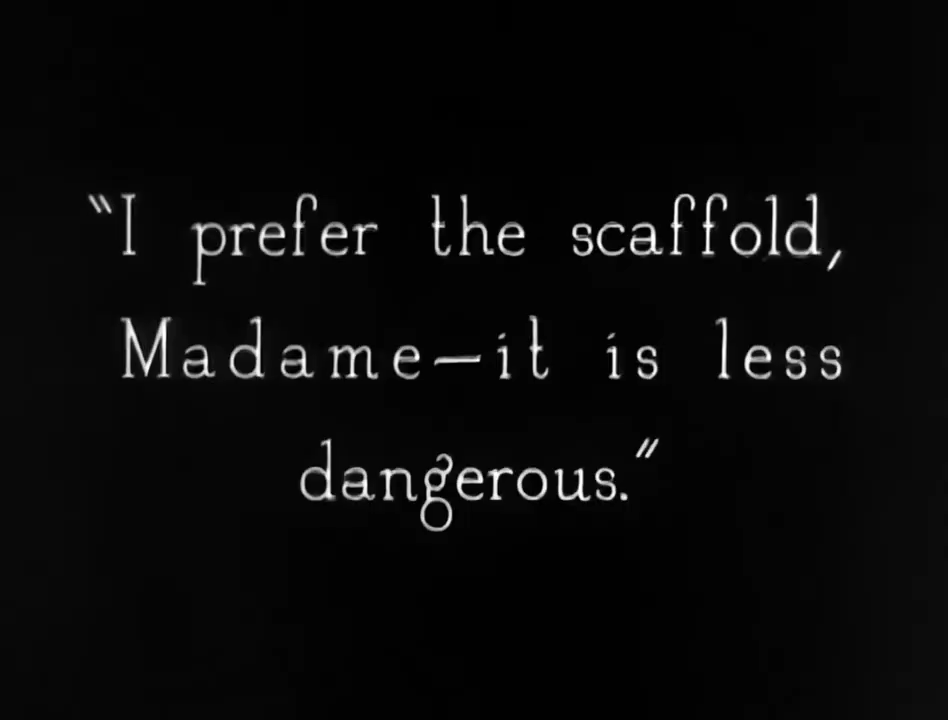 “I prefer the scaffold,
Madame—it is less
dangerous.”